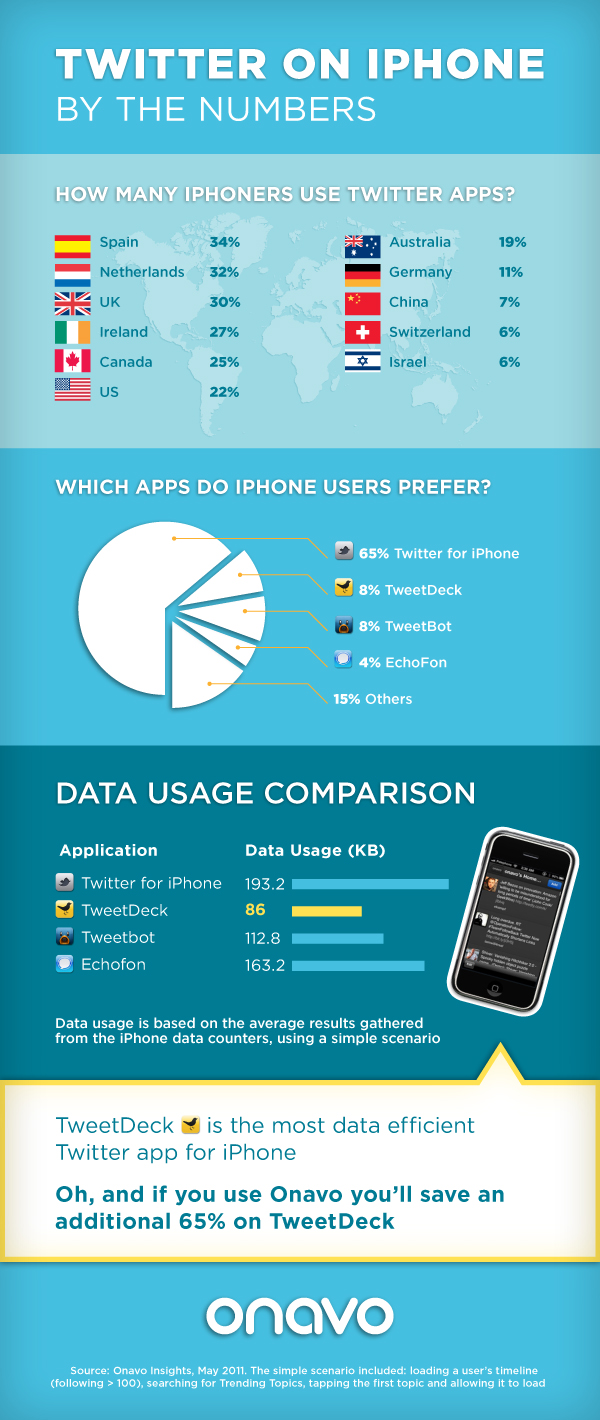 TWITTER ON IPHONE
BY THE NUMBERS
HOW MANY IPHONERS USE TWITTER APPS?
Spain 34%
Netherlands 32%
UK 30%
Ireland 27%
Canada 25%
US 22%
Australia 19%
Germany 11%
China 7%
Switzerland 6%
Israel 6%
WHICH APPS DO IPHONE USERS PREFER?
65% Twitter for iPhone
8% TweetDeck
8% TweetBot
4% EchoFon
15% Others
DATA USAGE COMPARISON
Application Data Usage (KB)
Twitter for iPhone 193.2
TweetDeck 86
Tweetbot 112.8
Echofon 163.2
onavo's Home...
Data usage is based on the average results gathered
from the iPhone data counters, using a simple scenario
TweetDeck is the most data efficient
Twitter app for iPhone
Oh, and if you use Onavo you'll save an
additional 65% on TweetDeck
onavo
Source: Onavo Insights, May 2011. The simple scenario included: loading a user's timeline
(following > 100), searching for Trending Topics, tapping the first topic and allowing it to load